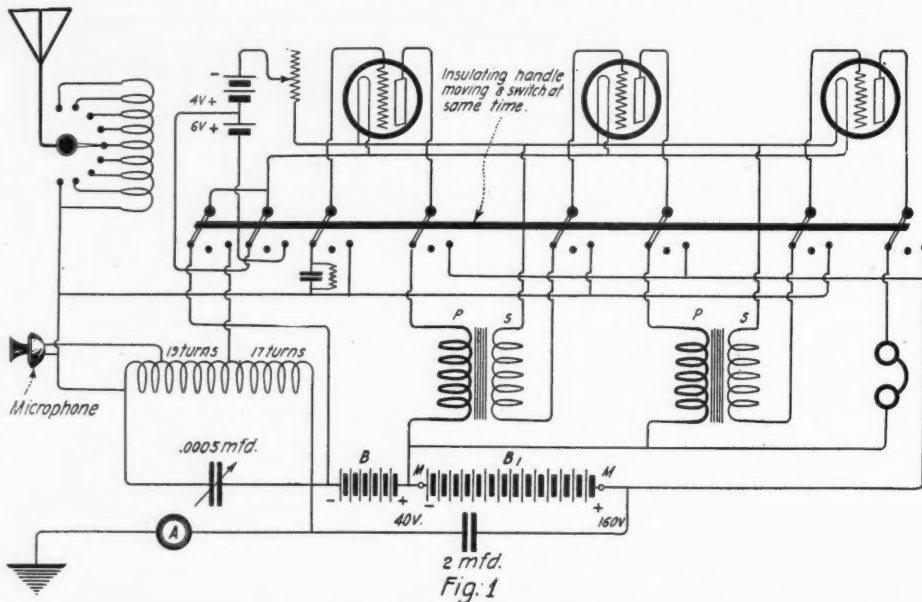 Insulating handle
moving a switch at
same time.
-
4V+
6V+
P
S
P
S
19 turns
17 turns
Microphone
.0005 mfd.
B
M
B1
M
-
+
-
+
40V.
160V
A
2 mfd.
Fig: 1